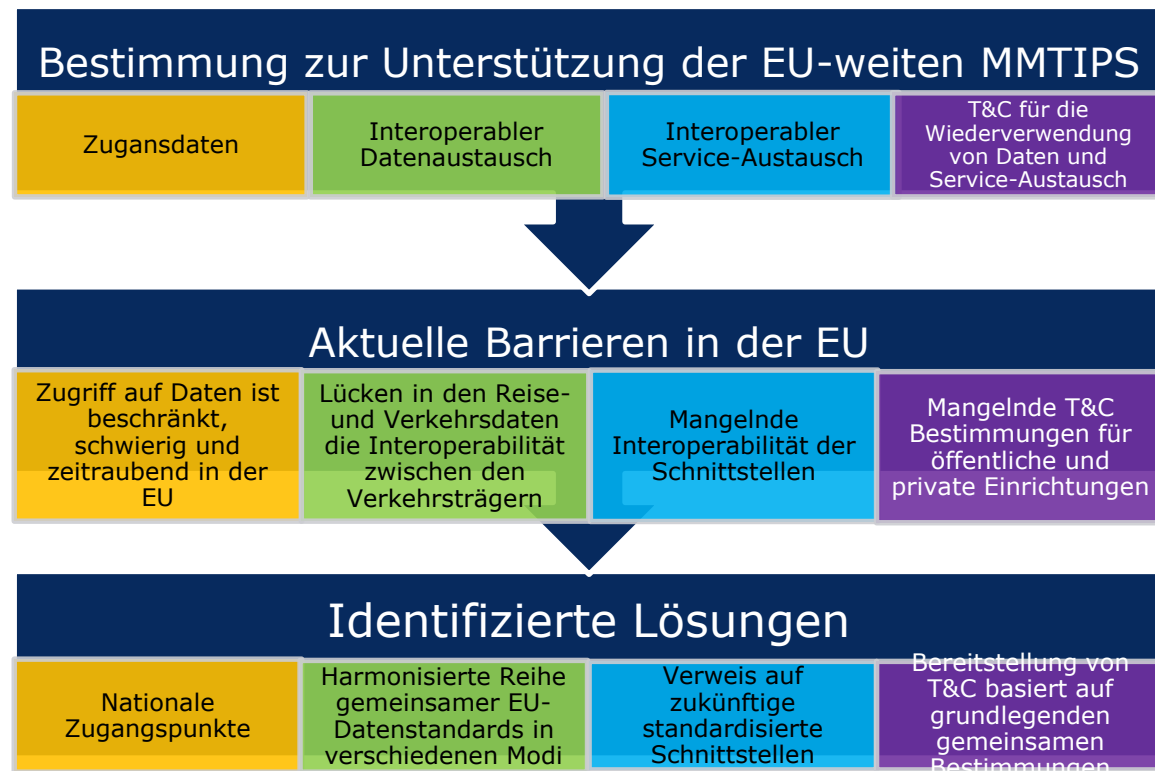 Bestimmung zur Unterstützung der EU-weiten MMTIPS
Zugansdaten
Interoperabler
Datenaustausch
Interoperabler
Service-Austausch
T&C für die
Wiederverwendung
von Daten und
Service-Austausch
Aktuelle Barrieren in der EU
Zugriff auf Daten ist
beschränkt,
schwierig und
zeitraubend in der
EU
Lücken in den Reise-
und Verkehrsdaten
die Interoperabilität
zwischen den
Verkehrsträgern
Mangelnde
Interoperabilität der
Schnittstellen
Mangelnde T&C
Bestimmungen für
öffentliche und
private Einrichtungen
Identifizierte Lösungen
Nationale
Zugangspunkte
Harmonisierte Reihe
gemeinsamer EU-
Datenstandards in
verschiedenen Modi
Verweis auf
zukünftige
standardisierte
Schnittstellen
Bereitstellung von
T&C basiert auf
grundlegenden
gemeinsamen
Bestimmungen